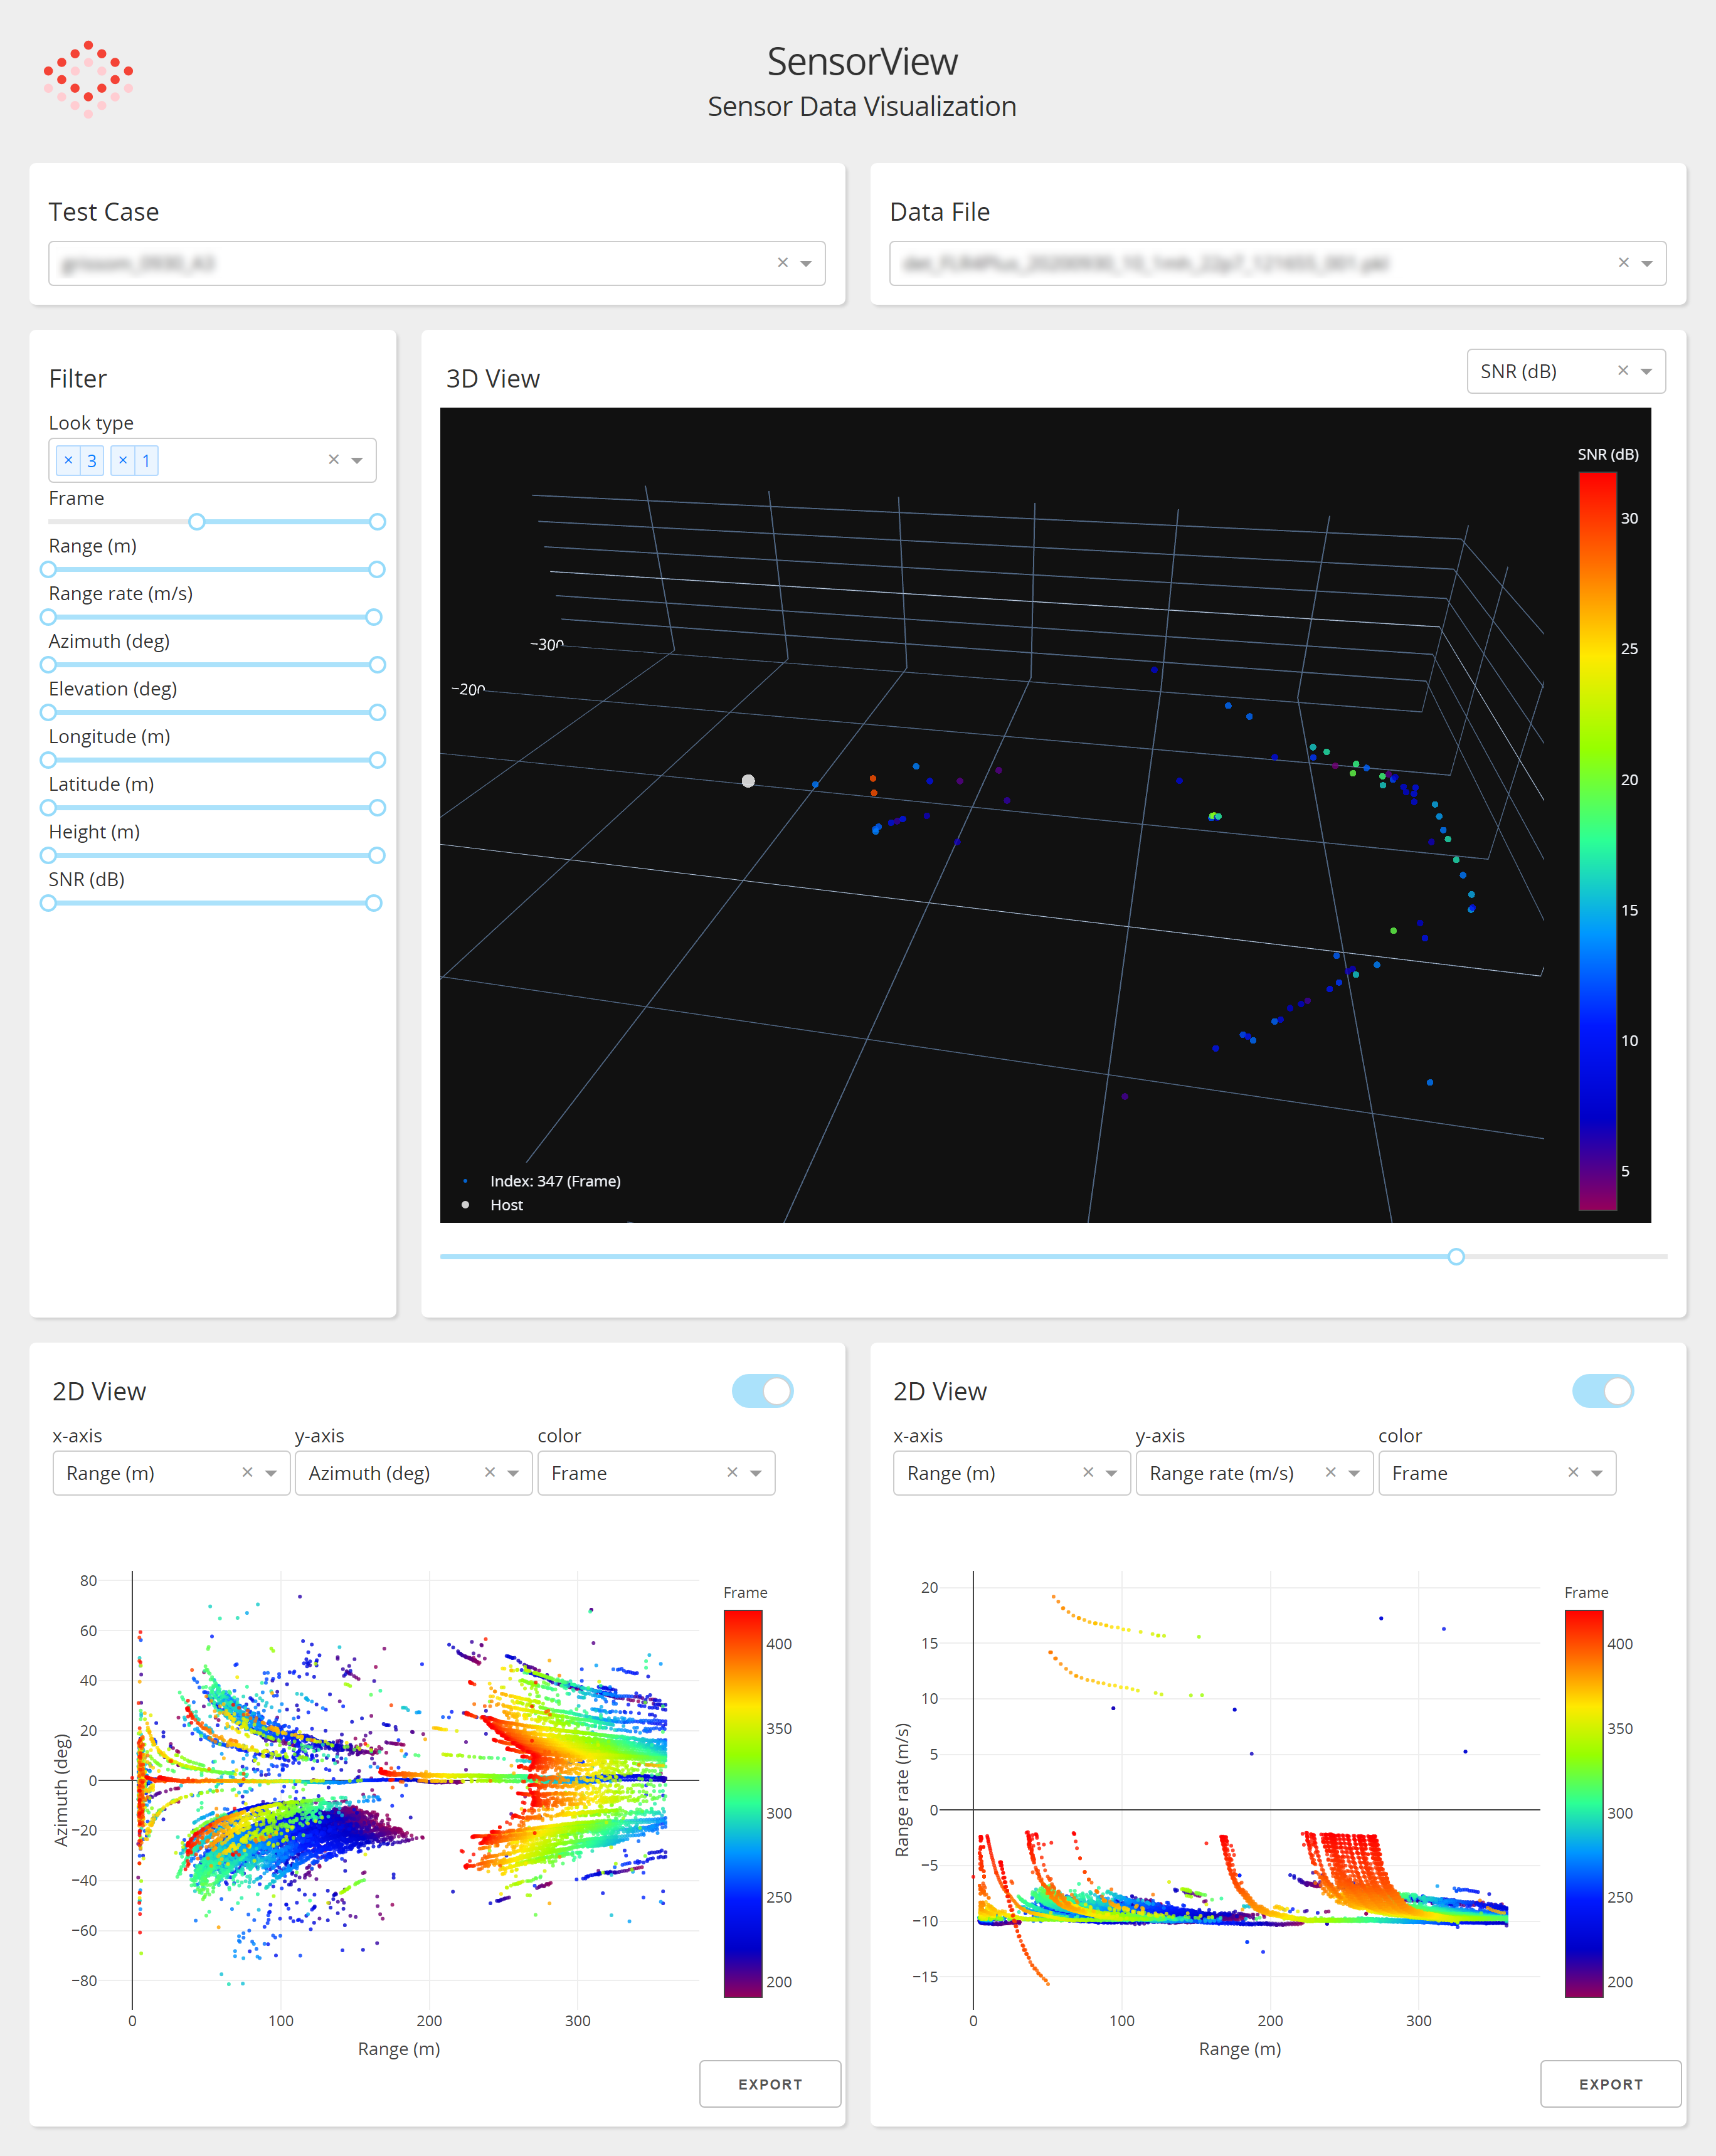 SensorView
Sensor Data Visualization
Test Case
Data File
Filter
Look type
× 3 × 1
Frame
Range (m)
Range rate (m/s)
Azimuth (deg)
Elevation (deg)
Longitude (m)
Latitude (m)
Height (m)
SNR (dB)
3D View
SNR (dB)
SNR (dB)
30
25
20
15
10
5
−300
−200
Index: 347 (Frame)
Host
2D View
x-axis y-axis color
Range (m) Azimuth (deg) Frame
80
60
40
20
0
−20
−40
−60
−80
Azimuth (deg)
0 100 200 300
Range (m)
Frame
400
350
300
250
200
EXPORT
2D View
x-axis y-axis color
Range (m) Range rate (m/s) Frame
20
15
10
5
0
−5
−10
−15
Range rate (m/s)
0 100 200 300
Range (m)
Frame
400
350
300
250
200
EXPORT